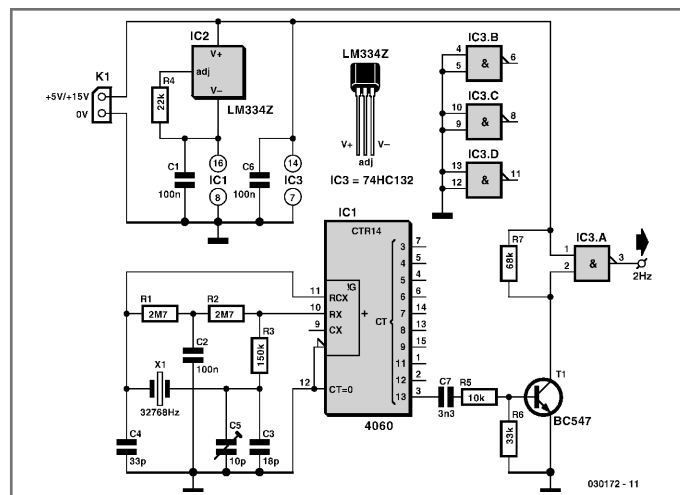 K1
+5V/+15V
0V
IC2
V+
adj
V–
LM334Z
R4
22k
C1
100n
16
IC1
8
C6
100n
14
IC3
7
LM334Z
V+
adj
V–
IC3 = 74HC132
IC3.B
4
5
&
6
IC3.C
10
9
&
8
IC3.D
13
12
&
11
R7
68k
IC3.A
1
2
&
3
2Hz
IC1
CTR14
!G
+
11
RCX
10
RX
9
CX
12
CT=0
CT
3
7
4
5
5
4
6
6
7
14
8
13
9
15
11
1
12
2
13
3
4060
R1
2M7
R2
2M7
R3
150k
C2
100n
X1
32768Hz
C4
33p
C5
10p
C3
18p
C7
3n3
R5
10k
R6
33k
T1
BC547
030172 - 11